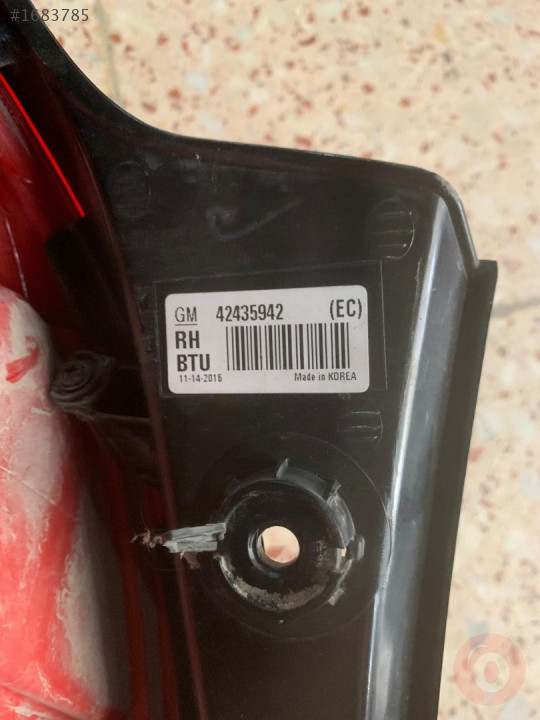 #1683785
GM 42435942 (EC)
RH
BTU
11-14-2016
Made in KOREA